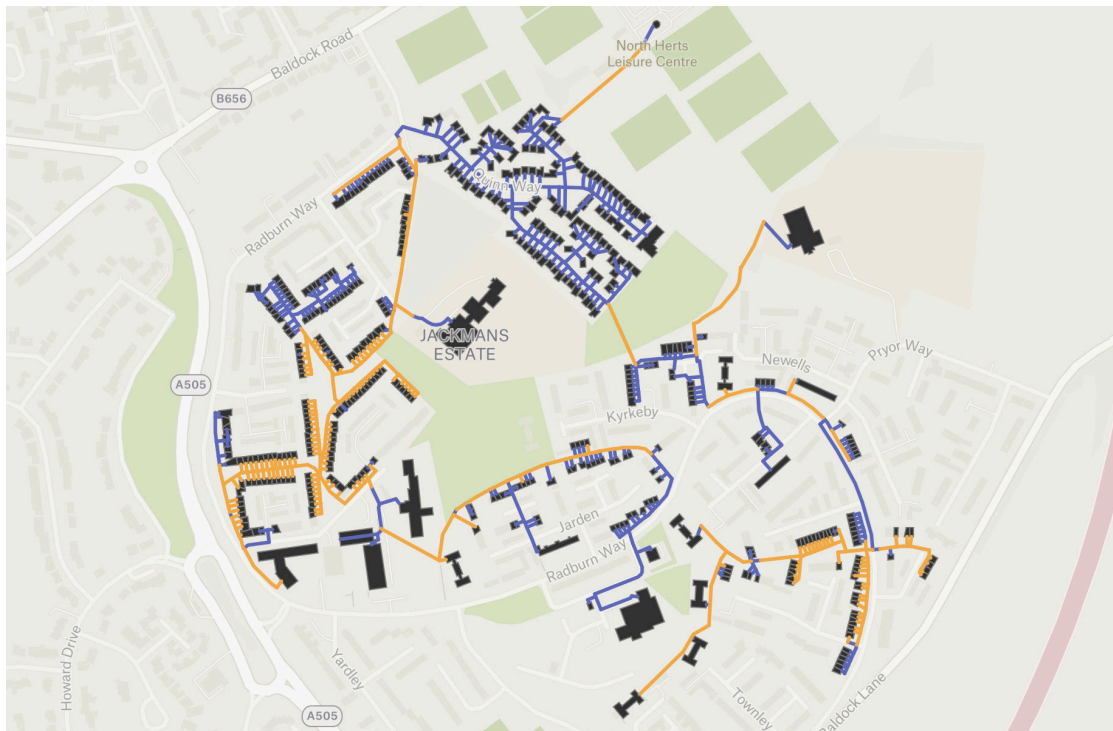 North Herts
Leisure Centre
Baldock Road
B656
Quinn Way
Radburn Way
JACKMANS
ESTATE
Newells
Pryor Way
A505
Kyrkeby
Jarden
Radburn Way
Howard Drive
Yardley
Townley
Baldock Lane
A505